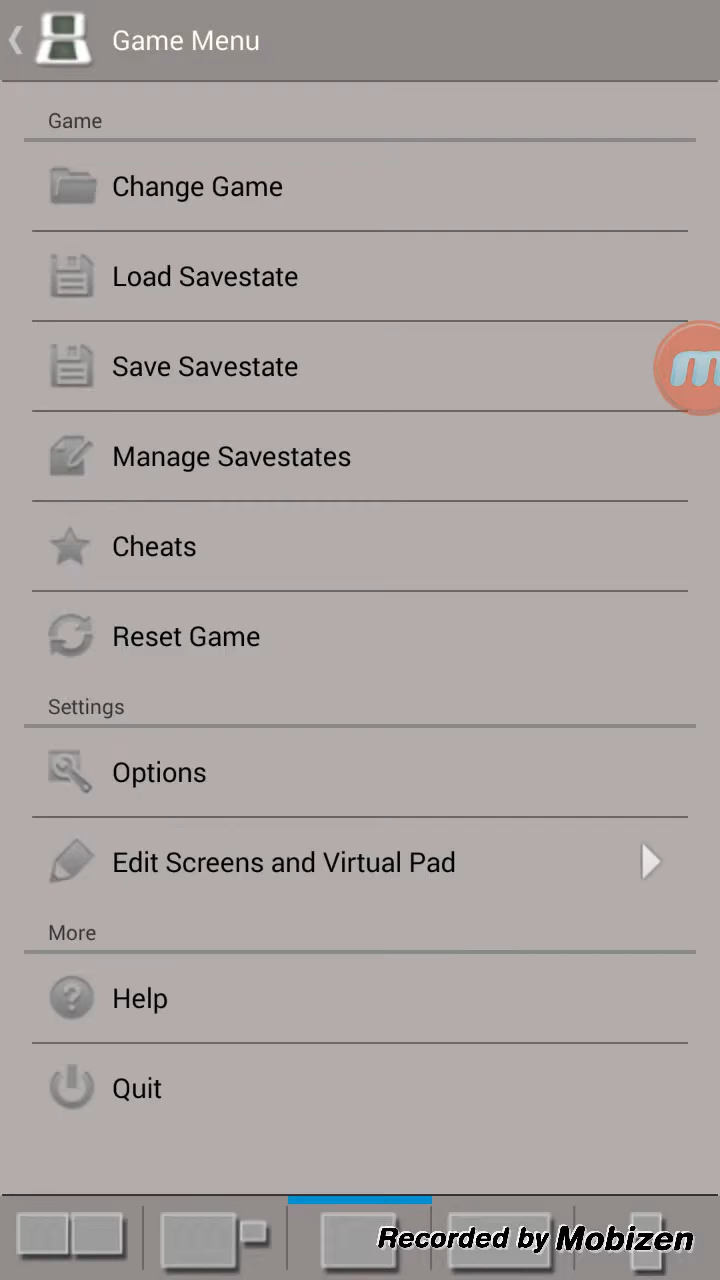 Game Menu
Game
Change Game
Load Savestate
Save Savestate
Manage Savestates
Cheats
Reset Game
Settings
Options
Edit Screens and Virtual Pad
More
Help
Quit
Recorded by Mobizen